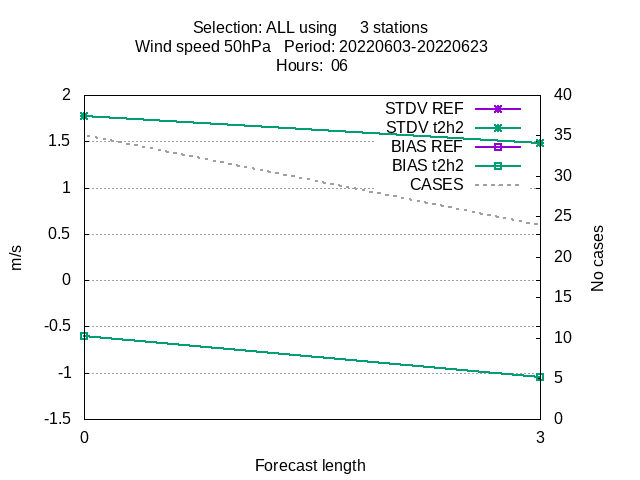 Selection: ALL using 3 stations
Wind speed 50hPa Period: 20220603-20220623
Hours: 06
2
1.5
1
0.5
0
-0.5
-1
-1.5
m/s
40
35
30
25
20
15
10
5
0
No cases
STDV REF
STDV t2h2
BIAS REF
BIAS t2h2
CASES
0
3
Forecast length